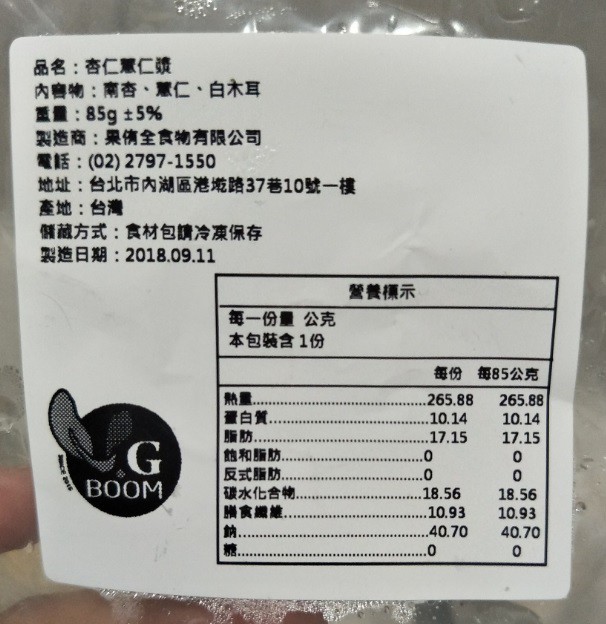 品名：杏仁薏仁漿
內容物：南杏、薏仁、白木耳
重量：85g ±5%
製造商：果侑全食物有限公司
電話：(02) 2797-1550
地址：台北市內湖區港墘路37巷10號一樓
產地：台灣
儲藏方式：食材包請冷凍保存
製造日期：2018.09.11
營養標示
每一份量 公克
本包裝含 1份
每份 每85公克
熱量 265.88 265.88
蛋白質 10.14 10.14
脂肪 17.15 17.15
飽和脂肪 0 0
反式脂肪 0 0
碳水化合物 18.56 18.56
膳食纖維 10.93 10.93
鈉 40.70 40.70
糖 0 0
G
BOOM